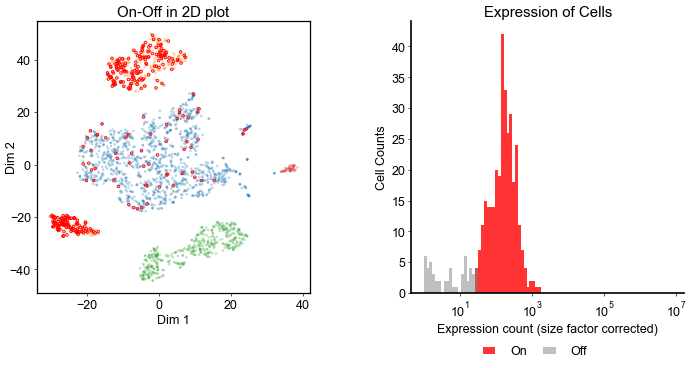 On-Off in 2D plot
40
20
0
−20
−40
Dim 2
−20
0
20
40
Dim 1
Expression of Cells
40
35
30
25
20
15
10
5
0
Cell Counts
10^1
10^3
10^5
10^7
Expression count (size factor corrected)
On
Off